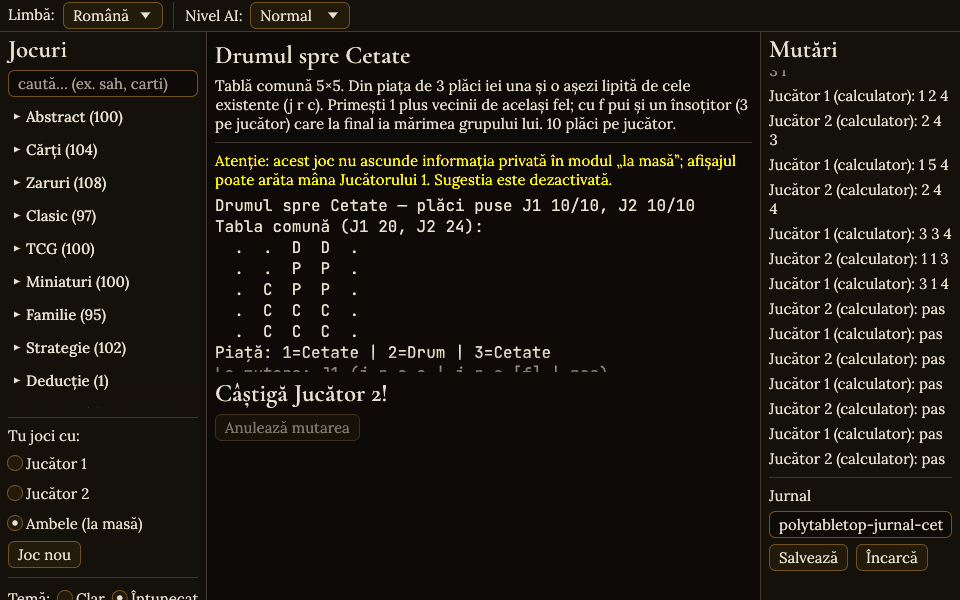 Limbă: Română Nivel AI: Normal
Jocuri
caută... (ex. sah, carti)
Abstract (100)
Cărți (104)
Zaruri (108)
Clasic (97)
TCG (100)
Miniaturi (100)
Familie (95)
Strategie (102)
Deducție (1)
Tu joci cu:
Jucător 1
Jucător 2
Ambele (la masă)
Joc nou
Temă: Clar Întunecat
Drumul spre Cetate
Tablă comună 5×5. Din piața de 3 plăci iei una și o așezi lipită de cele
existente (j r c). Primești 1 plus vecinii de același fel; cu f pui și un însoțitor (3
pe jucător) care la final ia mărimea grupului lui. 10 plăci pe jucător.
Atenție: acest joc nu ascunde informația privată în modul „la masă”; afișajul
poate arăta mâna Jucătorului 1. Sugestia este dezactivată.
Drumul spre Cetate — plăci puse J1 10/10, J2 10/10
Tabla comună (J1 20, J2 24):
. . D D .
. . P P .
. C P P .
. C C C .
. C C C .
Piață: 1=Cetate | 2=Drum | 3=Cetate
Câștigă Jucător 2!
Anulează mutarea
Mutări
3 1
Jucător 1 (calculator): 1 2 4
Jucător 2 (calculator): 2 4
3
Jucător 1 (calculator): 1 5 4
Jucător 2 (calculator): 2 4
4
Jucător 1 (calculator): 3 3 4
Jucător 2 (calculator): 1 1 3
Jucător 1 (calculator): 3 1 4
Jucător 2 (calculator): pas
Jucător 1 (calculator): pas
Jucător 2 (calculator): pas
Jucător 1 (calculator): pas
Jucător 2 (calculator): pas
Jucător 1 (calculator): pas
Jucător 2 (calculator): pas
Jurnal
polytabletop-jurnal-cet
Salvează Încarcă